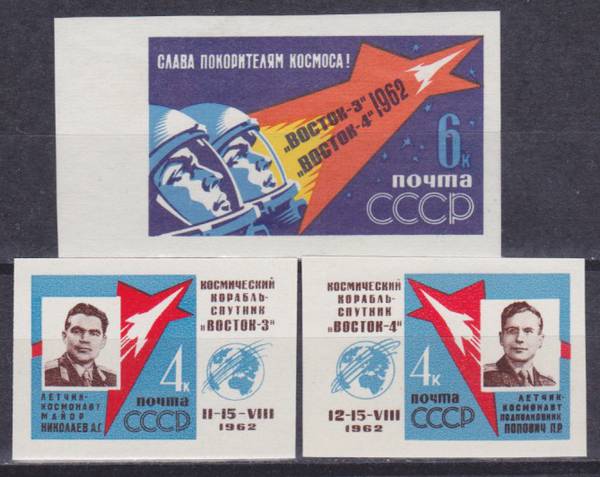 СЛАВА ПОКОРИТЕЛЯМ КОСМОСА!
„ВОСТОК-3"
„ВОСТОК-4" 1962
6к
почта
СССР
КОСМИЧЕСКИЙ
КОРАБЛЬ-
СПУТНИК
„ВОСТОК-3"
4к
почта
СССР
ЛЕТЧИК-
КОСМОНАВТ
МАЙОР
НИКОЛАЕВ А.Г.
11-15-VIII
1962
КОСМИЧЕСКИЙ
КОРАБЛЬ-
СПУТНИК
„ВОСТОК-4"
4к
почта
СССР
12-15-VIII
1962
ЛЕТЧИК-
КОСМОНАВТ
ПОДПОЛКОВНИК
ПОПОВИЧ П.Р.